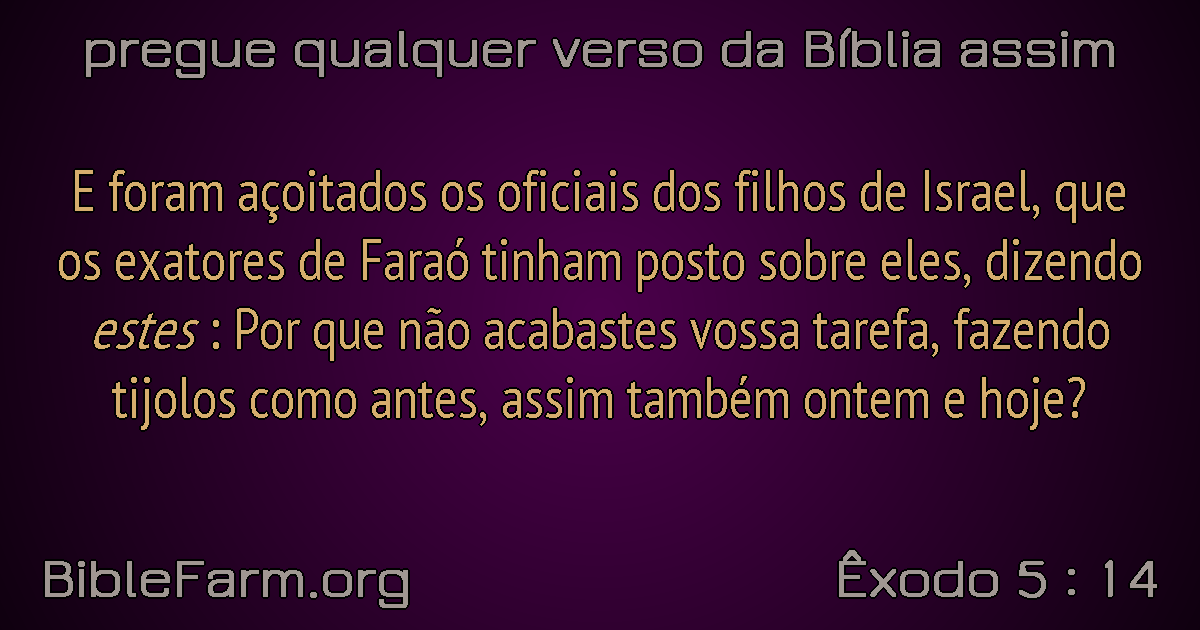 pregue qualquer verso da Bíblia assim
E foram açoitados os oficiais dos filhos de Israel, que
os exatores de Faraó tinham posto sobre eles, dizendo
estes : Por que não acabastes vossa tarefa, fazendo
tijolos como antes, assim também ontem e hoje?
BibleFarm.org
Êxodo 5 : 14